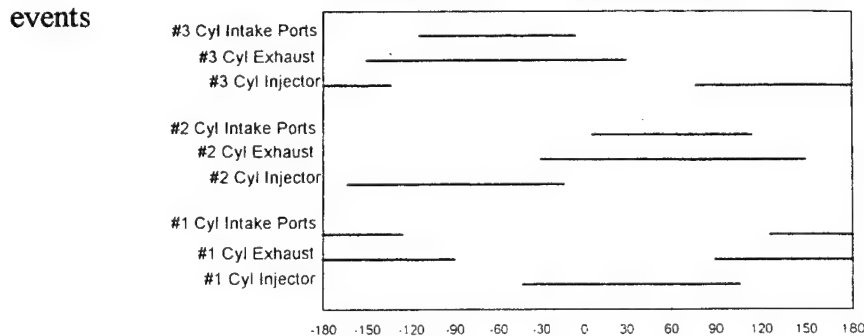 events
#3 Cyl Intake Ports
#3 Cyl Exhaust
#3 Cyl Injector
#2 Cyl Intake Ports
#2 Cyl Exhaust
#2 Cyl Injector
#1 Cyl Intake Ports
#1 Cyl Exhaust
#1 Cyl Injector
-180 -150 -120 -90 -60 -30 0 30 60 90 120 150 180